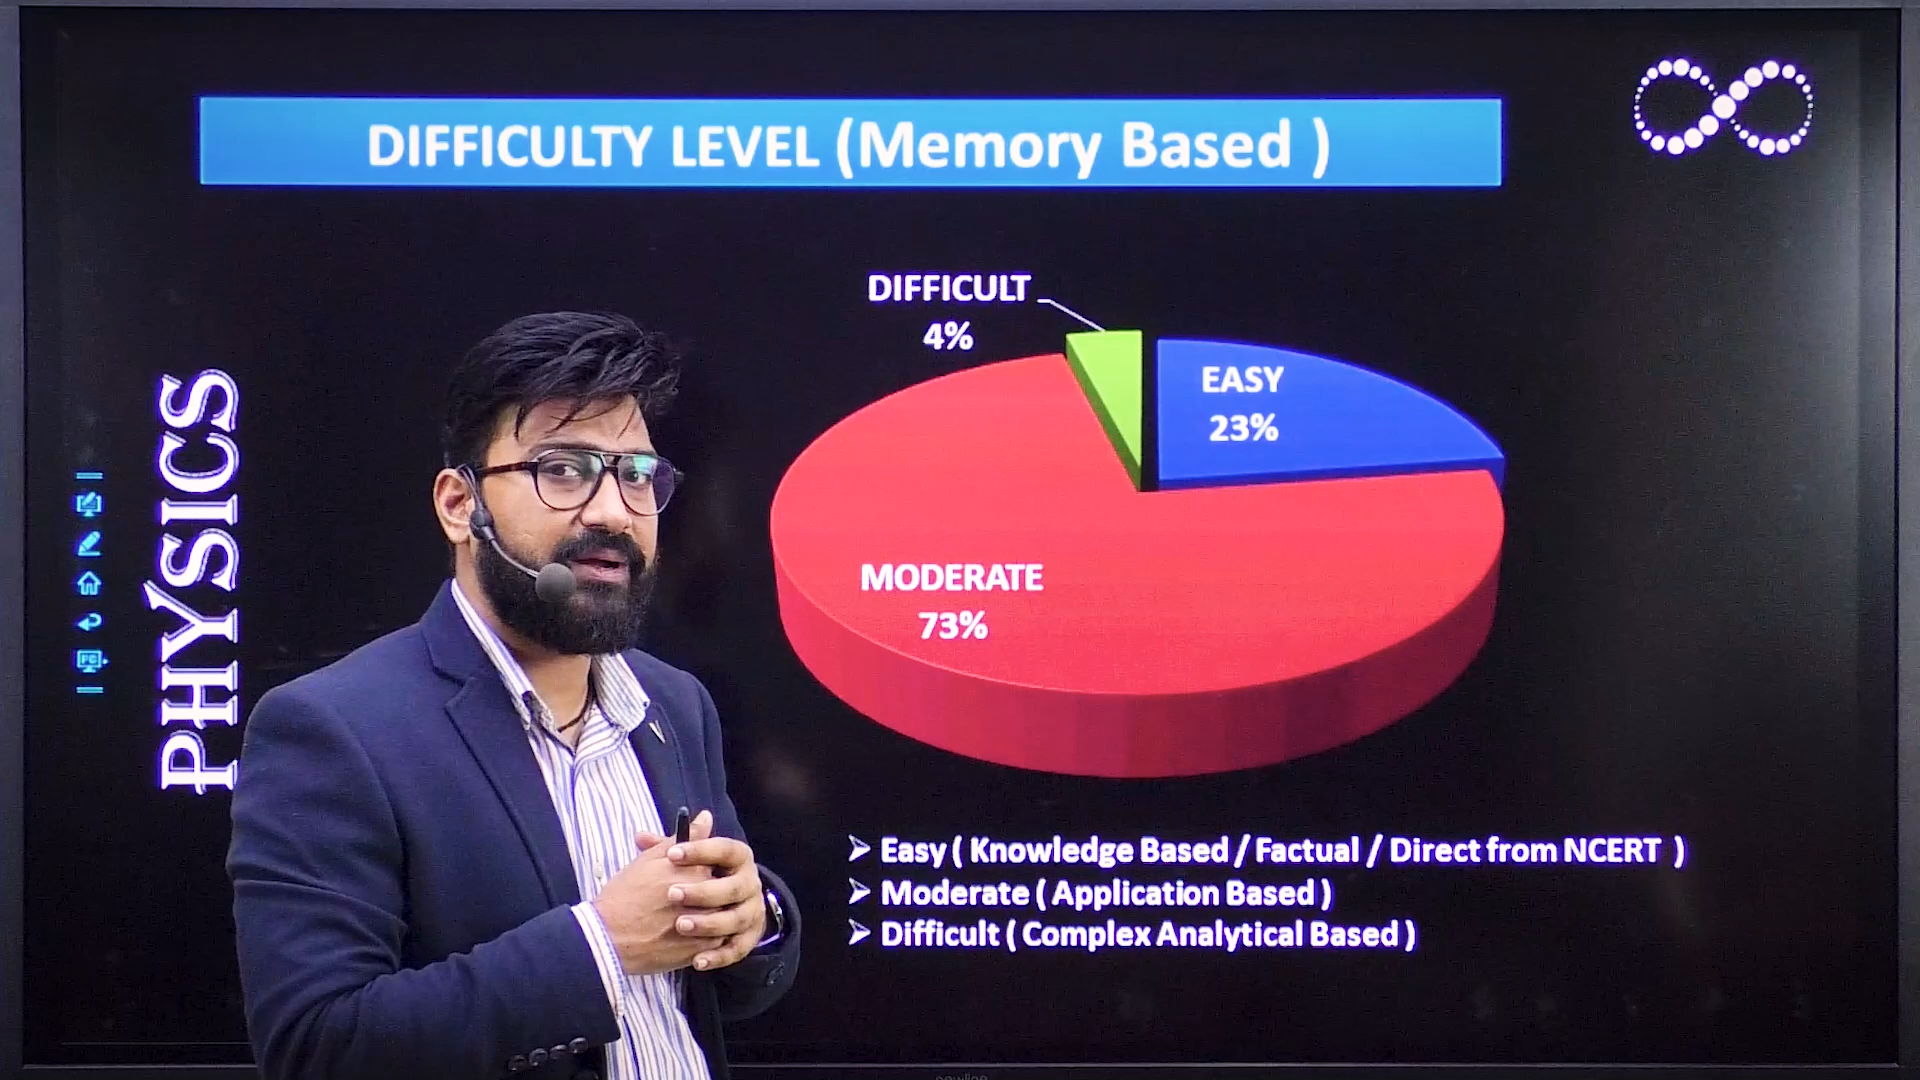 DIFFICULTY LEVEL (Memory Based )
DIFFICULT
4%
EASY
23%
MODERATE
73%
PHYSICS
➢ Easy ( Knowledge Based / Factual / Direct from NCERT )
➢ Moderate ( Application Based )
➢ Difficult ( Complex Analytical Based )
newline